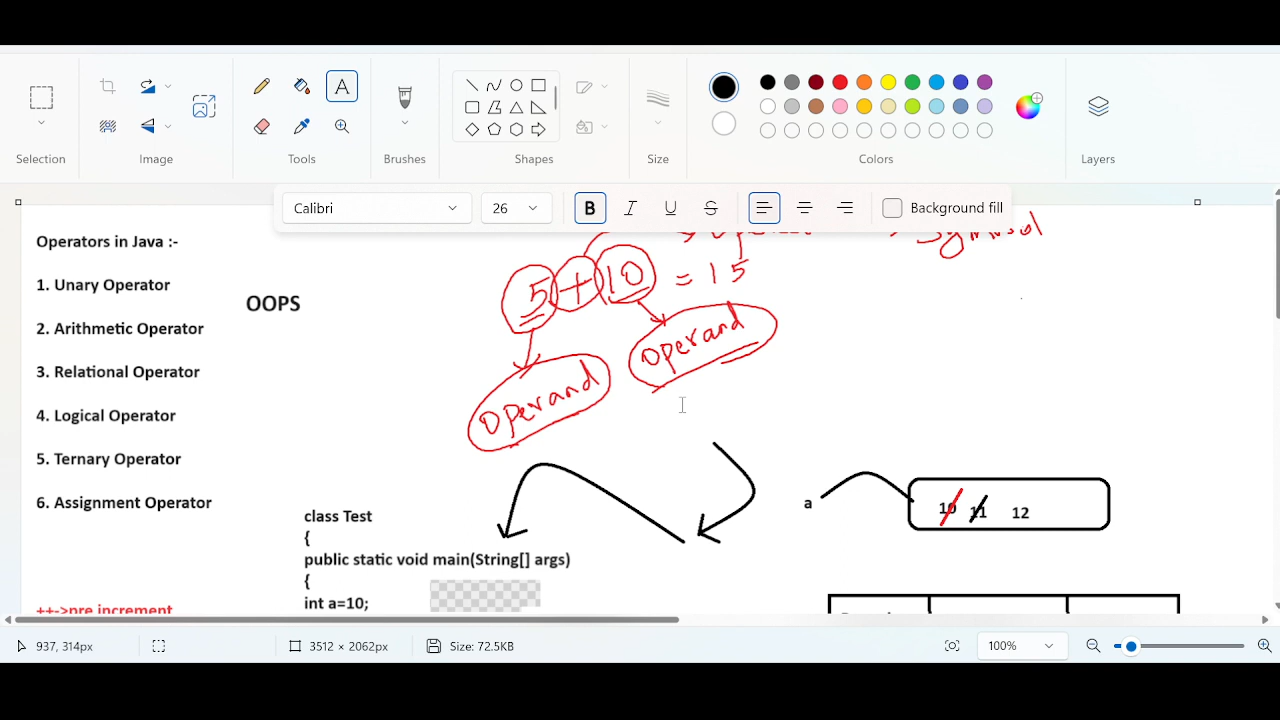 Selection
Image
Tools
Brushes
Shapes
Size
Colors
Layers
Calibri
26
B I U S
Background fill
Operators in Java :-
1. Unary Operator
2. Arithmetic Operator
3. Relational Operator
4. Logical Operator
5. Ternary Operator
6. Assignment Operator
++->pre increment
OOPS
Symbol
5 + 10 = 15
Operand
Operand
class Test
{
public static void main(String[] args)
{
int a=10;
a
10 11 12
937, 314px
3512 × 2062px
Size: 72.5KB
100%